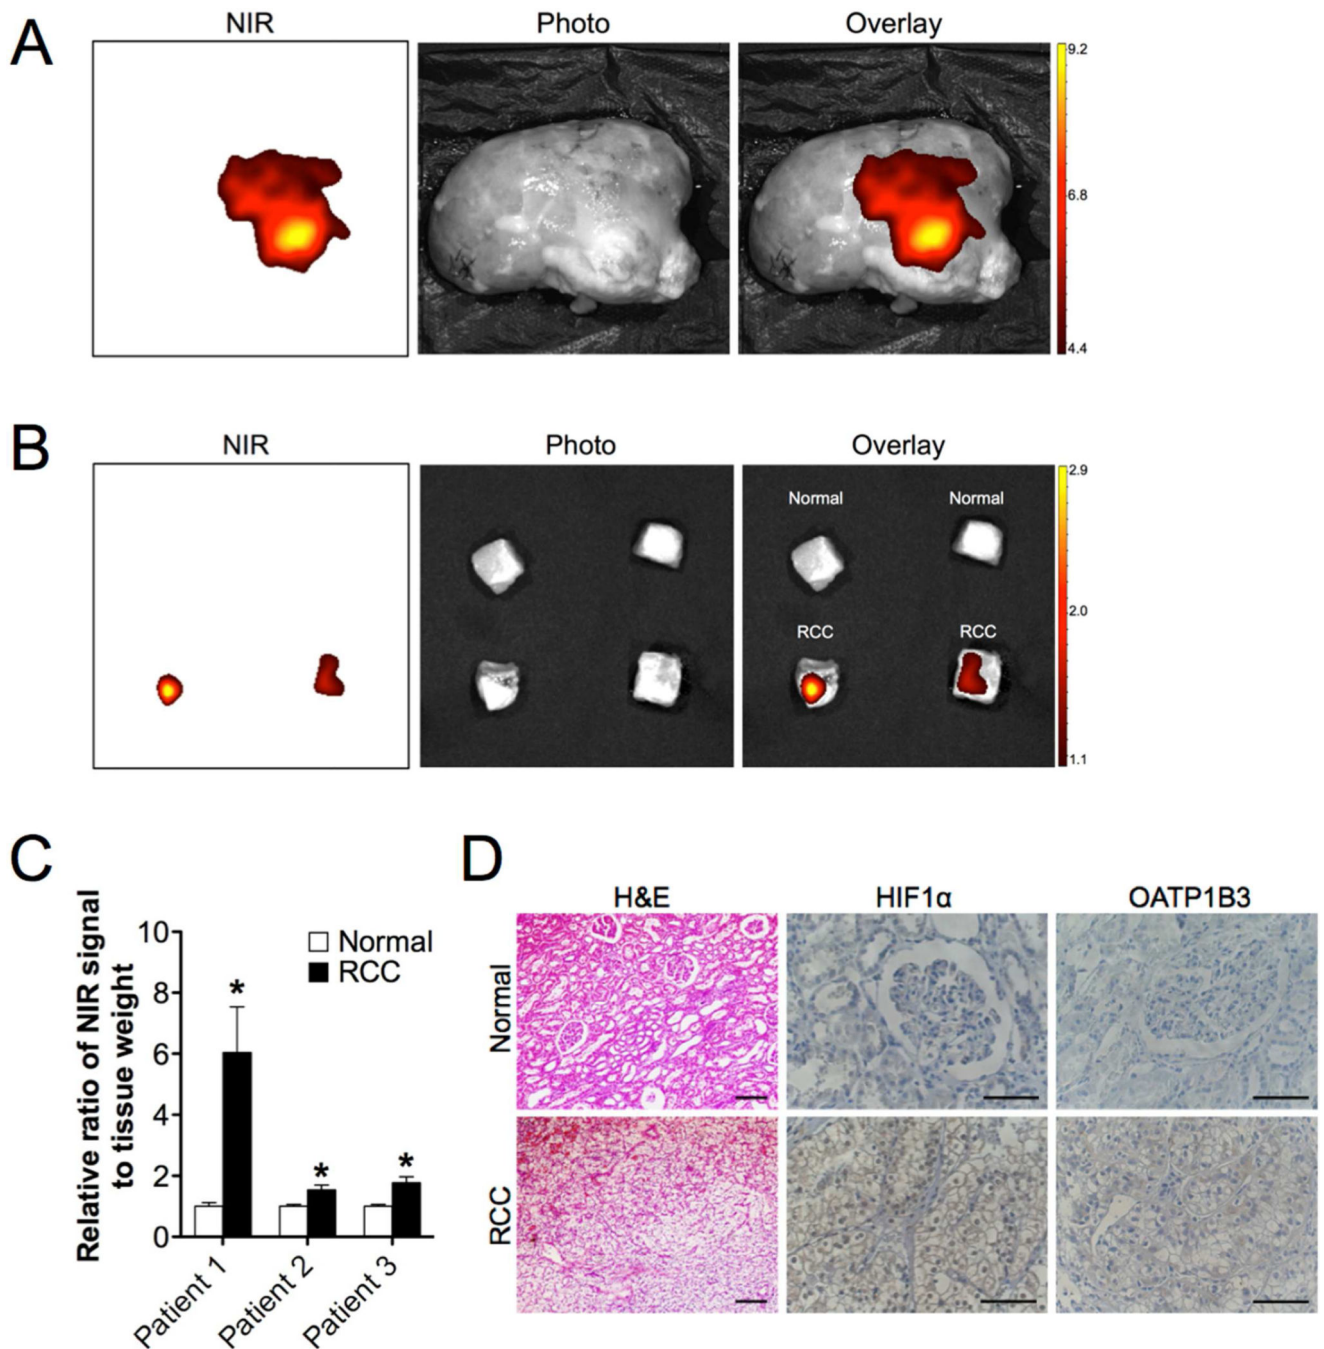 A
NIR
Photo
Overlay
9.2
6.8
4.4
B
NIR
Photo
Overlay
Normal
Normal
RCC
RCC
2.9
2.0
1.1
C
Relative ratio of NIR signal
to tissue weight
10
8
6
4
2
0
Normal
RCC
*
*
*
Patient 1
Patient 2
Patient 3
D
H&E
HIF1α
OATP1B3
Normal
RCC